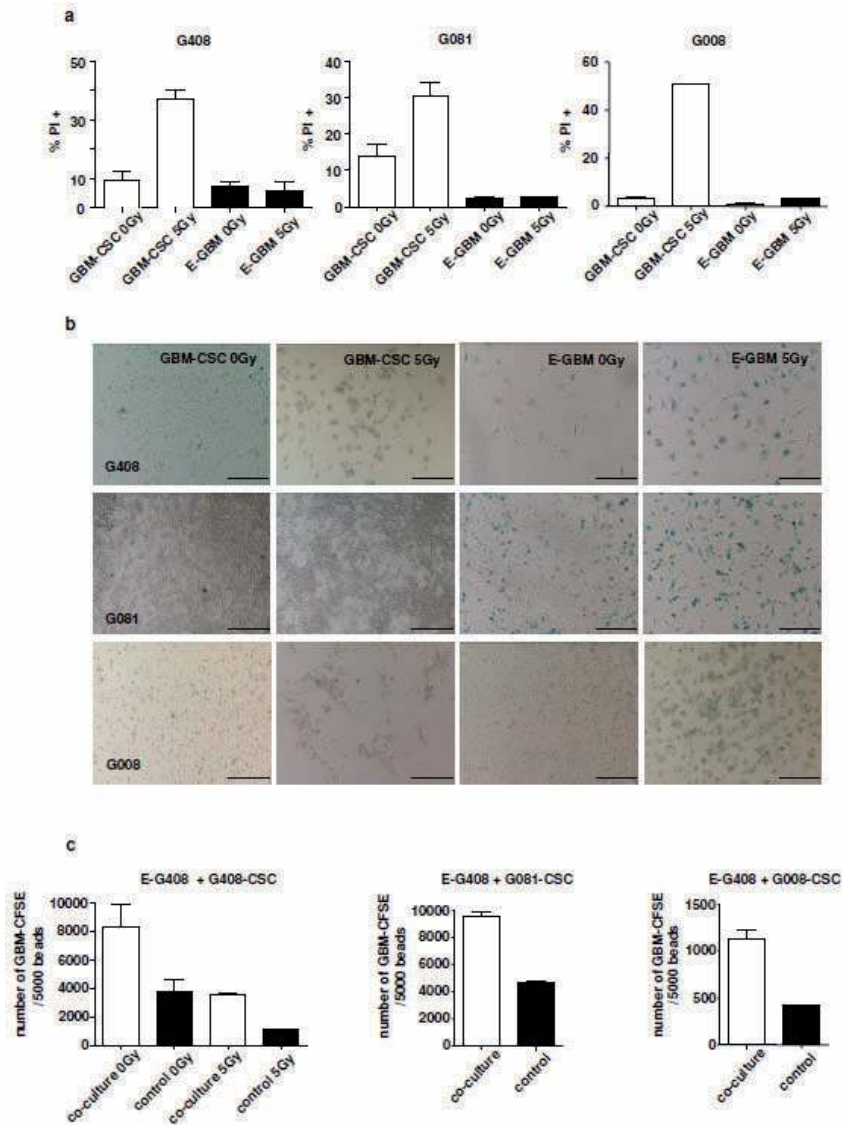 a
G408
G081
G008
% PI +
50
40
30
20
10
0
GBM-CSC 0Gy
GBM-CSC 5Gy
E-GBM 0Gy
E-GBM 5Gy
% PI +
40
30
20
10
0
GBM-CSC 0Gy
GBM-CSC 5Gy
E-GBM 0Gy
E-GBM 5Gy
% PI +
60
40
20
0
GBM-CSC 0Gy
GBM-CSC 5Gy
E-GBM 0Gy
E-GBM 5Gy
b
GBM-CSC 0Gy
GBM-CSC 5Gy
E-GBM 0Gy
E-GBM 5Gy
G408
G081
G008
c
E-G408 + G408-CSC
number of GBM-CFSE
/5000 beads
10000
8000
6000
4000
2000
0
co-culture 0Gy
control 0Gy
co-culture 5Gy
control 5Gy
E-G408 + G081-CSC
number of GBM-CFSE
/5000 beads
10000
8000
6000
4000
2000
0
co-culture
control
E-G408 + G008-CSC
number of GBM-CFSE
/5000 beads
1500
1000
500
0
co-culture
control